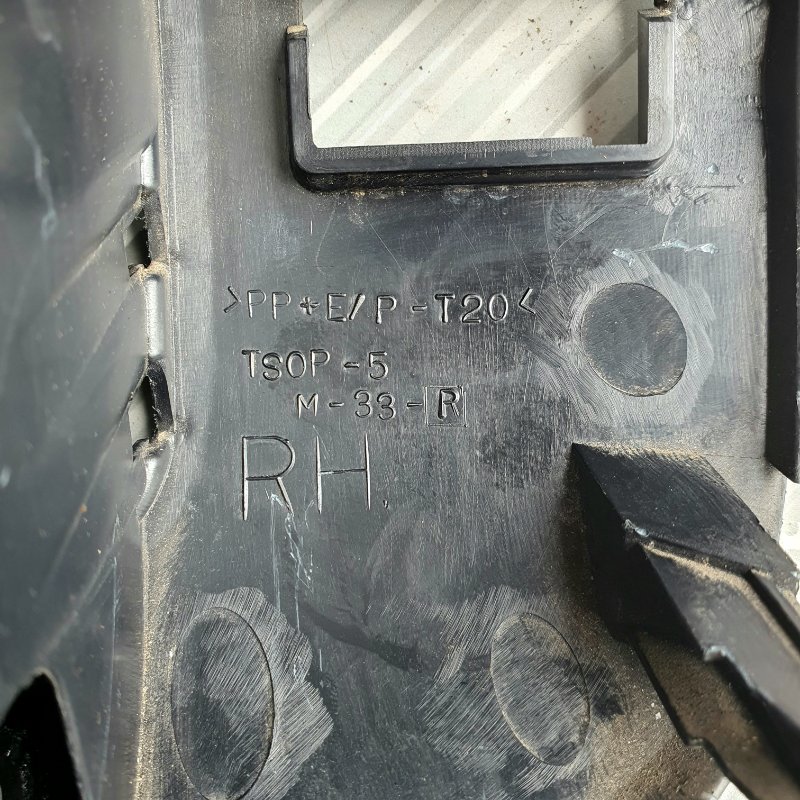 >PP+E/P-T20<
TSOP-5
M-33-R
RH.